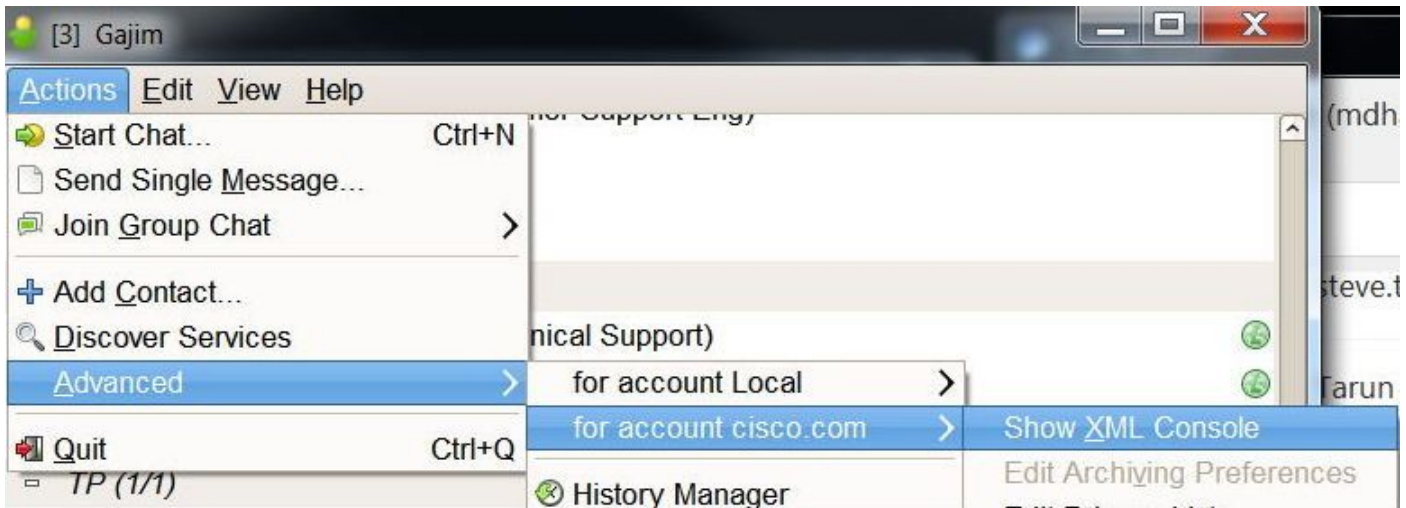 [3] Gajim
Actions Edit View Help
Start Chat... Ctrl+N
Send Single Message...
Join Group Chat
Add Contact...
Discover Services
Advanced
Quit Ctrl+Q
TP (1/1)
Support Eng)
nical Support)
for account Local
for account cisco.com
History Manager
Show XML Console
Edit Archiving Preferences
(mdh
steve.t
Tarun